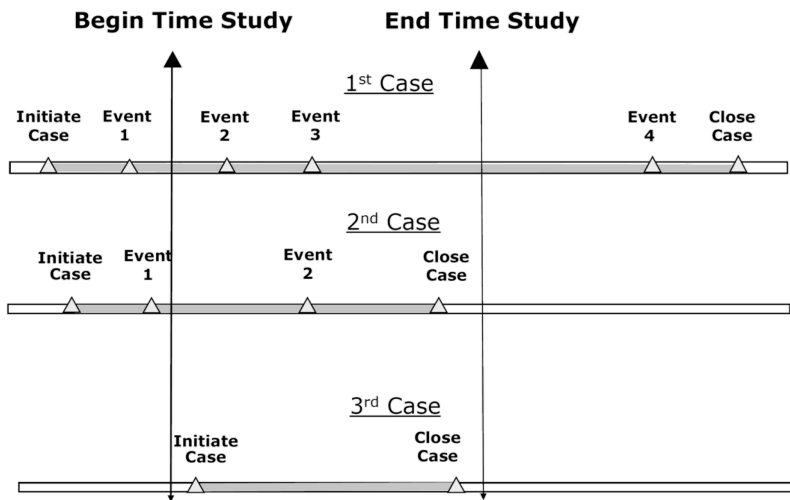 Begin Time Study
End Time Study
1st Case
Initiate Case
Event 1
Event 2
Event 3
Event 4
Close Case
2nd Case
Initiate Case
Event 1
Event 2
Close Case
3rd Case
Initiate Case
Close Case